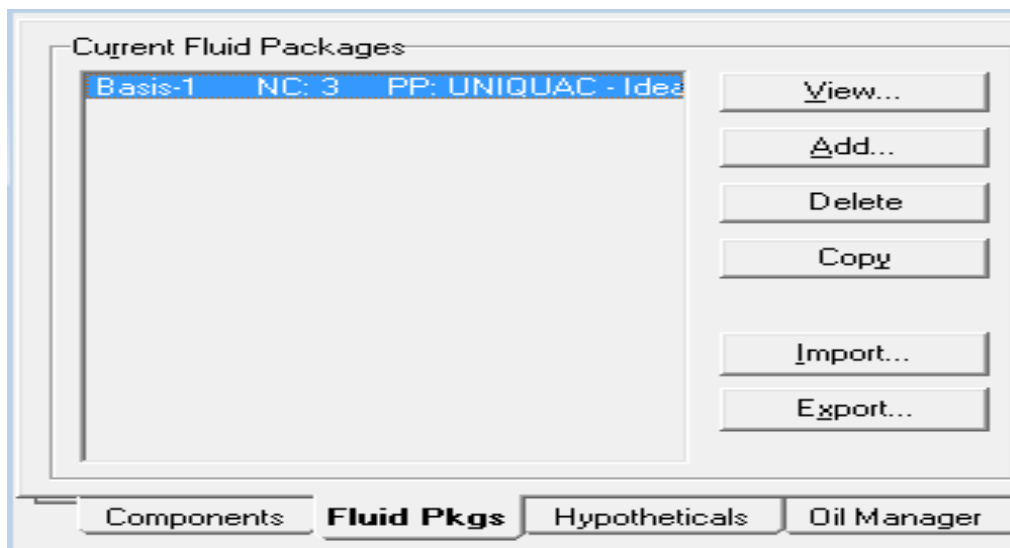 Current Fluid Packages
Basis-1 NC: 3 PP: UNIQUAC - Idea
View...
Add...
Delete
Copy
Import...
Export...
Components Fluid Pkgs Hypotheticals Oil Manager